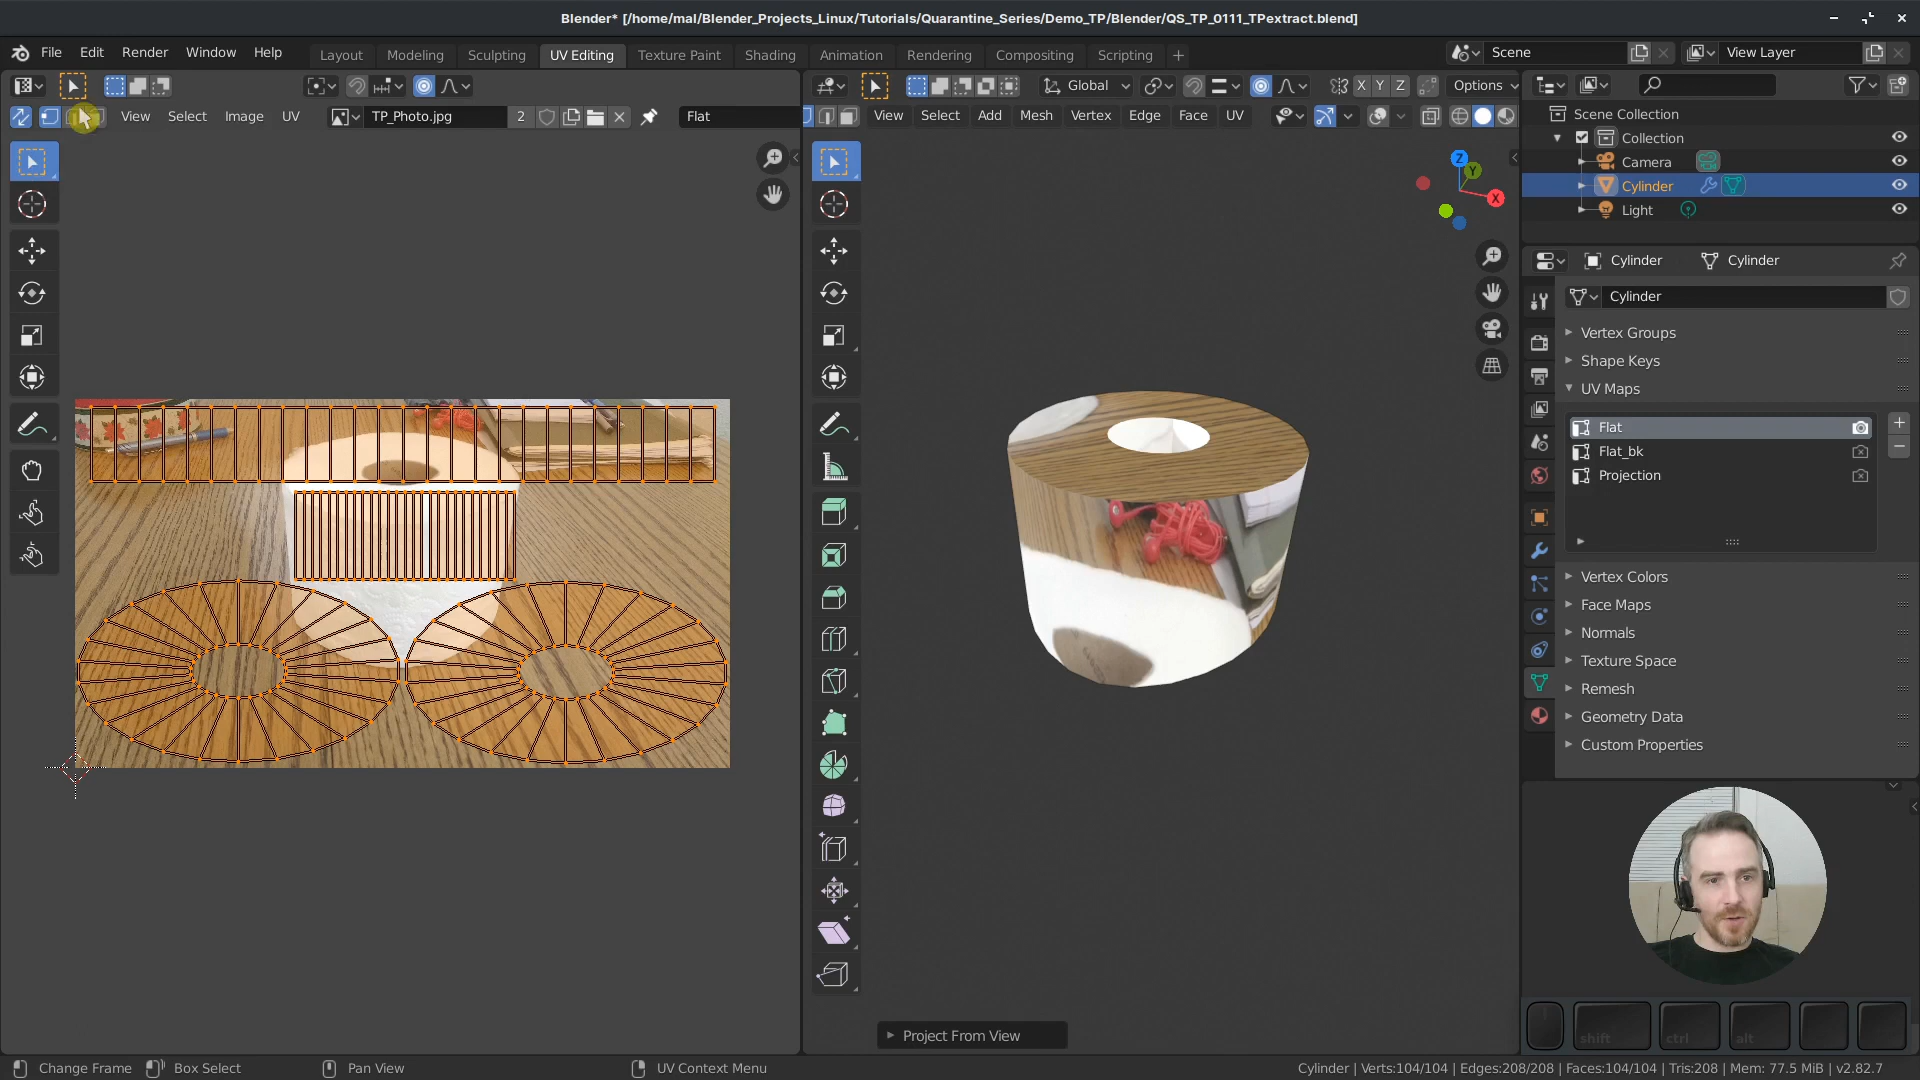 Blender* [/home/mal/Blender_Projects_Linux/Tutorials/Quarantine_Series/Demo_TP/Blender/QS_TP_0111_TPextract.blend]
File Edit Render Window Help Layout Modeling Sculpting UV Editing Texture Paint Shading Animation Rendering Compositing Scripting + Scene View Layer
Global X Y Z Options
View Select Image UV TP_Photo.jpg 2 Flat View Select Add Mesh Vertex Edge Face UV
Scene Collection
Collection
Camera
Cylinder
Light
Z
Y
X
Cylinder Cylinder
Cylinder
Vertex Groups
Shape Keys
UV Maps
Flat
Flat_bk
Projection
Vertex Colors
Face Maps
Normals
Texture Space
Remesh
Geometry Data
Custom Properties
Project From View
shift ctrl alt
Change Frame Box Select Pan View UV Context Menu Cylinder | Verts:104/104 | Edges:208/208 | Faces:104/104 | Tris:208 | Mem: 77.5 MiB | v2.82.7